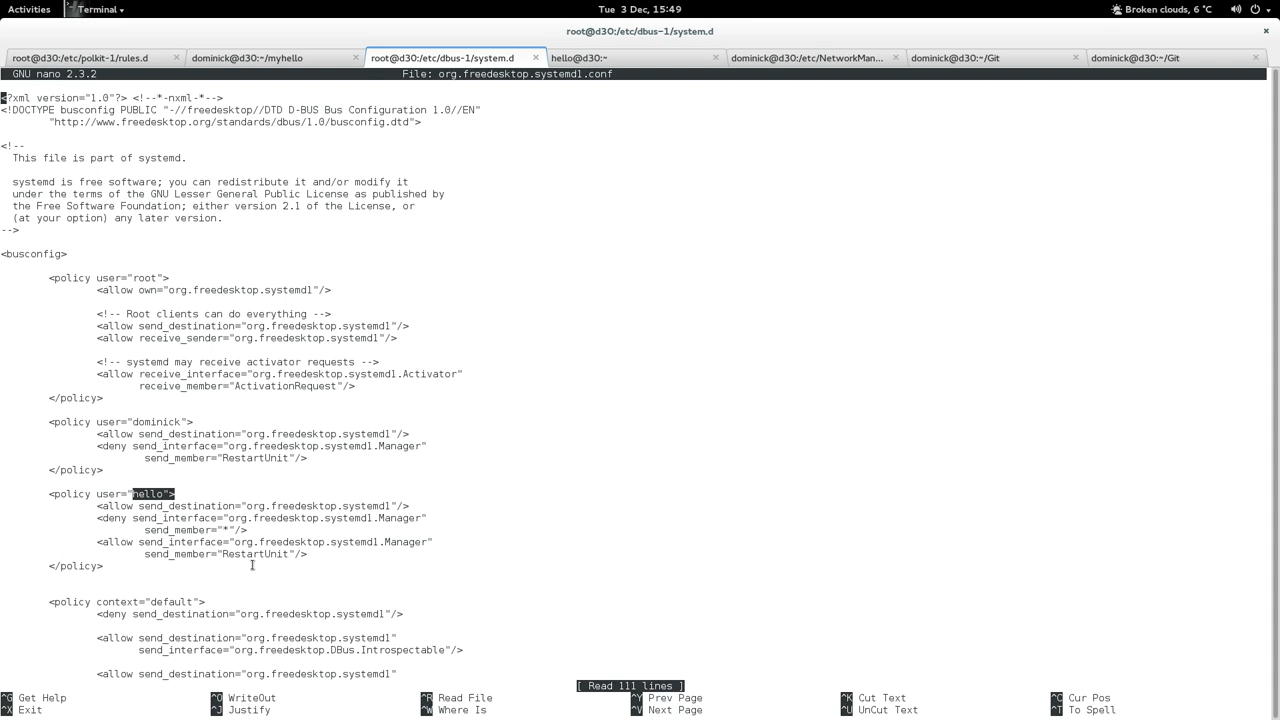 Activities Terminal Tue 3 Dec, 15:49 Broken clouds, 6 °C
root@d30:/etc/dbus-1/system.d
root@d30:/etc/polkit-1/rules.d dominick@d30:~/myhello root@d30:/etc/dbus-1/system.d hello@d30:~ dominick@d30:/etc/NetworkMan... dominick@d30:~/Git dominick@d30:~/Git
GNU nano 2.3.2 File: org.freedesktop.systemd1.conf
<?xml version="1.0"?> <!--*-nxml-*-->
<!DOCTYPE busconfig PUBLIC "-//freedesktop//DTD D-BUS Bus Configuration 1.0//EN"
"http://www.freedesktop.org/standards/dbus/1.0/busconfig.dtd">
<!--
This file is part of systemd.
systemd is free software; you can redistribute it and/or modify it
under the terms of the GNU Lesser General Public License as published by
the Free Software Foundation; either version 2.1 of the License, or
(at your option) any later version.
-->
<busconfig>
<policy user="root">
<allow own="org.freedesktop.systemd1"/>
<!-- Root clients can do everything -->
<allow send_destination="org.freedesktop.systemd1"/>
<allow receive_sender="org.freedesktop.systemd1"/>
<!-- systemd may receive activator requests -->
<allow receive_interface="org.freedesktop.systemd1.Activator"
receive_member="ActivationRequest"/>
</policy>
<policy user="dominick">
<allow send_destination="org.freedesktop.systemd1"/>
<deny send_interface="org.freedesktop.systemd1.Manager"
send_member="RestartUnit"/>
</policy>
<policy user="hello">
<allow send_destination="org.freedesktop.systemd1"/>
<deny send_interface="org.freedesktop.systemd1.Manager"
send_member="*"/>
<allow send_interface="org.freedesktop.systemd1.Manager"
send_member="RestartUnit"/>
</policy>
<policy context="default">
<deny send_destination="org.freedesktop.systemd1"/>
<allow send_destination="org.freedesktop.systemd1"
send_interface="org.freedesktop.DBus.Introspectable"/>
<allow send_destination="org.freedesktop.systemd1"
[ Read 111 lines ]
^G Get Help ^O WriteOut ^R Read File ^Y Prev Page ^K Cut Text ^C Cur Pos
^X Exit ^J Justify ^W Where Is ^V Next Page ^U UnCut Text ^T To Spell